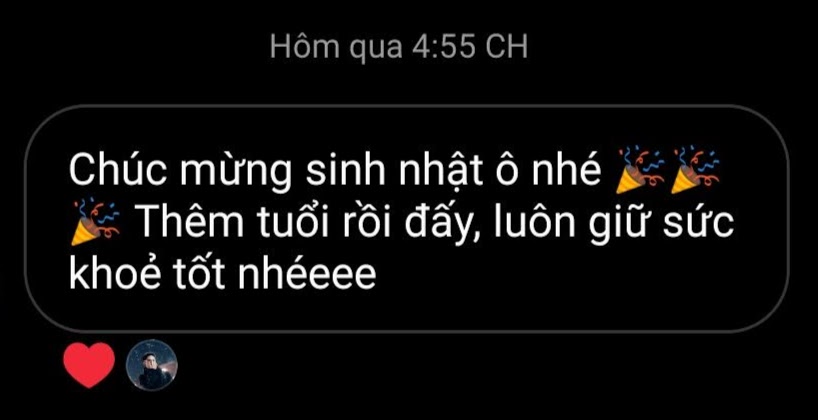 Hôm qua 4:55 CH
Chúc mừng sinh nhật ô nhé 🎉🎉
🎉 Thêm tuổi rồi đấy, luôn giữ sức
khoẻ tốt nhéeee